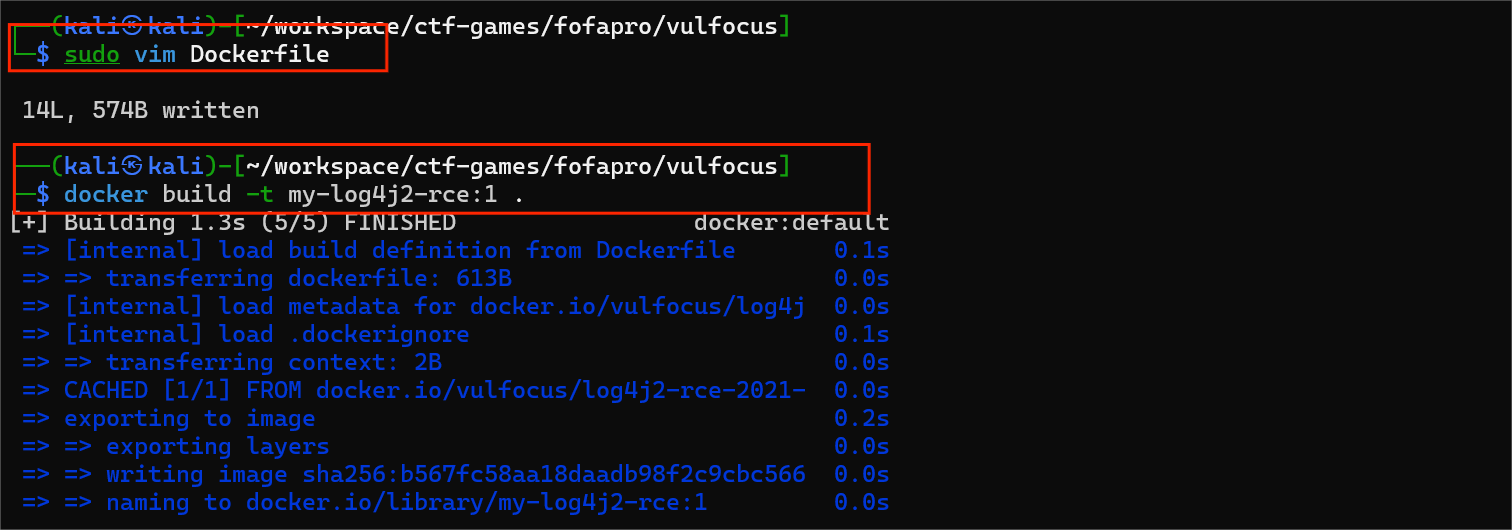 (kali㉿kali)-[~/workspace/ctf-games/fofapro/vulfocus]
└─$ sudo vim Dockerfile
14L, 574B written
──(kali㉿kali)-[~/workspace/ctf-games/fofapro/vulfocus]
─$ docker build -t my-log4j2-rce:1 .
[+] Building 1.3s (5/5) FINISHED docker:default
=> [internal] load build definition from Dockerfile 0.1s
=> => transferring dockerfile: 613B 0.0s
=> [internal] load metadata for docker.io/vulfocus/log4j 0.0s
=> [internal] load .dockerignore 0.1s
=> => transferring context: 2B 0.0s
=> CACHED [1/1] FROM docker.io/vulfocus/log4j2-rce-2021- 0.0s
=> exporting to image 0.2s
=> => exporting layers 0.0s
=> => writing image sha256:b567fc58aa18daadb98f2c9cbc566 0.0s
=> => naming to docker.io/library/my-log4j2-rce:1 0.0s